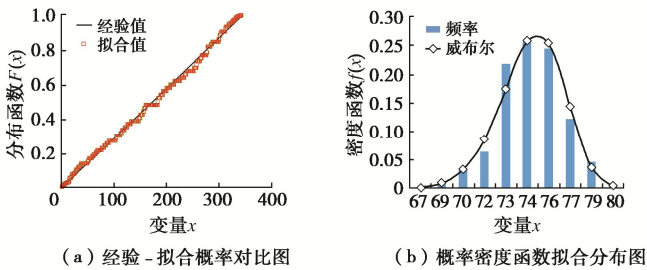 1.0
0.8
0.6
0.4
0.2
0
100
200
300
400
分布函数F(x)
变量x
经验值
拟合值
(a)经验-拟合概率对比图
0.30
0.25
0.20
0.15
0.10
0.05
0
67 69 70 72 73 74 76 77 79 80
密度函数f(x)
变量x
频率
威布尔
(b)概率密度函数拟合分布图